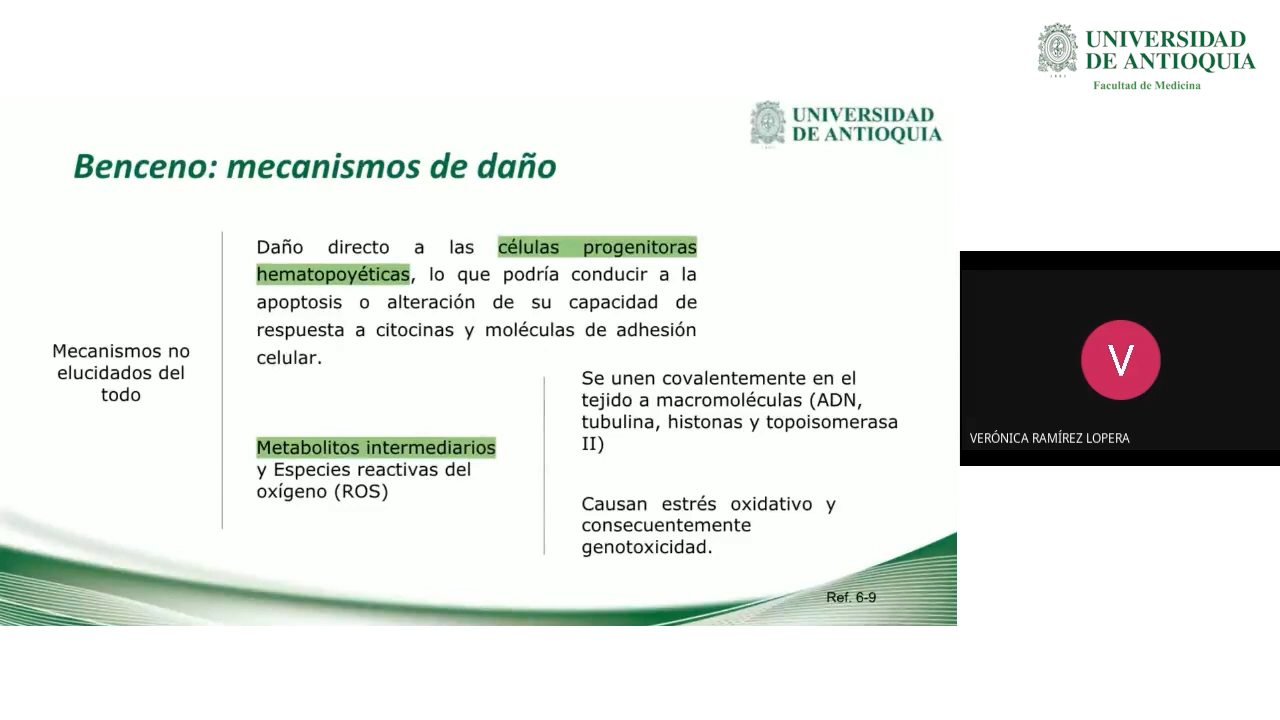 UNIVERSIDAD
DE ANTIOQUIA
Facultad de Medicina
UNIVERSIDAD
DE ANTIOQUIA
Benceno: mecanismos de daño
Mecanismos no
elucidados del
todo
Daño directo a las células progenitoras
hematopoyéticas, lo que podría conducir a la
apoptosis o alteración de su capacidad de
respuesta a citocinas y moléculas de adhesión
celular.
Metabolitos intermediarios
y Especies reactivas del
oxígeno (ROS)
Se unen covalentemente en el
tejido a macromoléculas (ADN,
tubulina, histonas y topoisomerasa
II)
Causan estrés oxidativo y
consecuentemente
genotoxicidad.
Ref. 6-9
V
VERÓNICA RAMÍREZ LOPERA